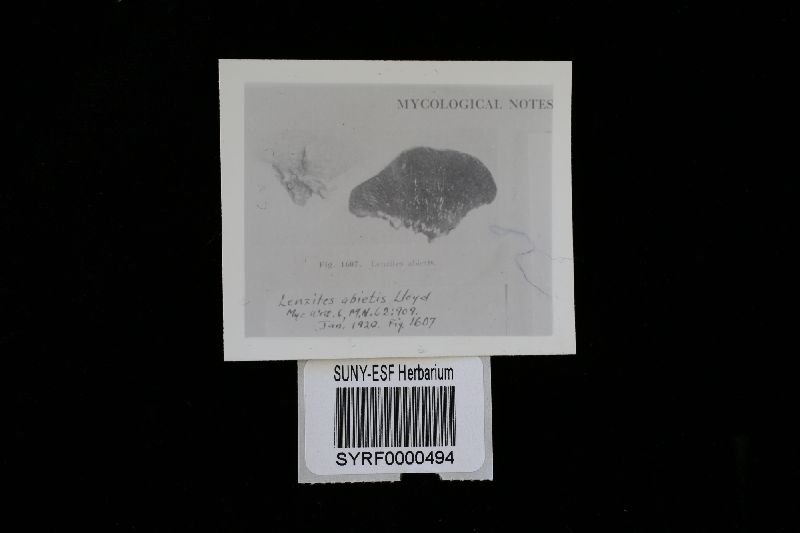 MYCOLOGICAL NOTES
Fig. 1607. Lenzites abietis.
Lenzites abietis Lloyd
Myc. Writ. 6, M.N. 62:909.
Jan. 1920. Fig. 1607
SUNY-ESF Herbarium
SYRF0000494